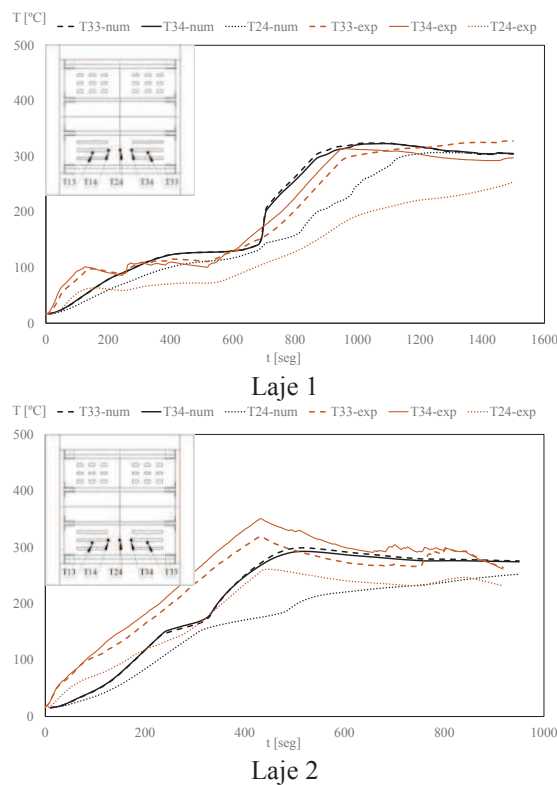 T [ºC] T33-num T34-num T24-num T33-exp T34-exp T24-exp
500
400
300
200
100
0
T13 T14 T24 T34 T33
0 200 400 600 800 1000 1200 1400 1600
t [seg]
Laje 1
T [ºC] T33-num T34-num T24-num T33-exp T34-exp T24-exp
500
400
300
200
100
0
T13 T14 T24 T34 T33
0 200 400 600 800 1000
t [seg]
Laje 2